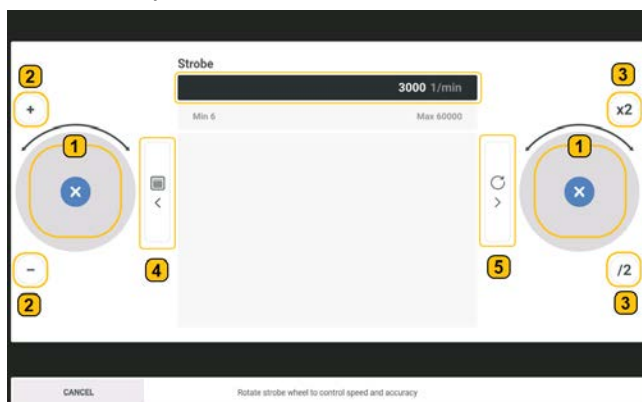 Strobe
3000 1/min
Min 6 Max 60000
2
+
1
4
-
2
3
x2
1
5
/2
3
CANCEL
Rotate strobe wheel to control speed and accuracy